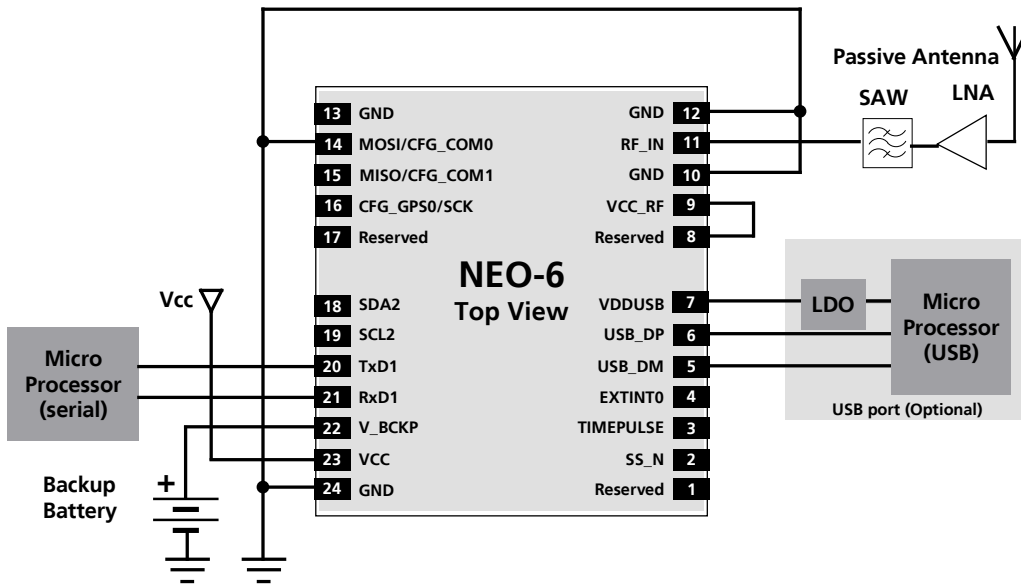 Passive Antenna
SAW
LNA
13 GND
14 MOSI/CFG_COM0
15 MISO/CFG_COM1
16 CFG_GPS0/SCK
17 Reserved
18 SDA2
19 SCL2
20 TxD1
21 RxD1
22 V_BCKP
23 VCC
24 GND
NEO-6
Top View
GND 12
RF_IN 11
GND 10
VCC_RF 9
Reserved 8
VDDUSB 7
USB_DP 6
USB_DM 5
EXTINT0 4
TIMEPULSE 3
SS_N 2
Reserved 1
Vcc
Micro
Processor
(serial)
Backup
Battery
+
LDO
Micro
Processor
(USB)
USB port (Optional)